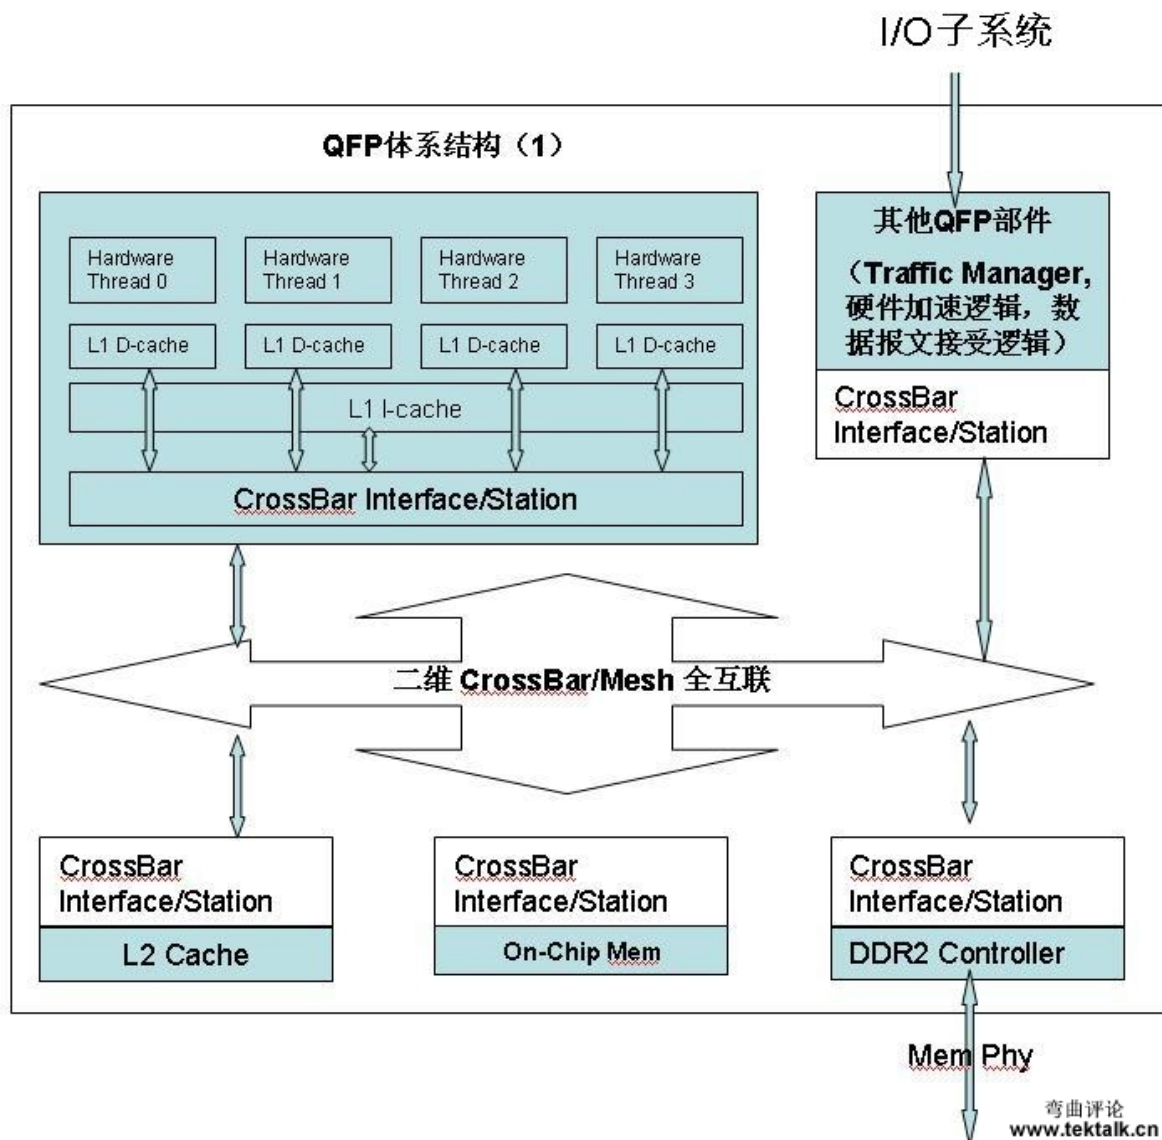 I/O子系统
QFP体系结构（1）
Hardware
Thread 0
Hardware
Thread 1
Hardware
Thread 2
Hardware
Thread 3
L1 D-cache
L1 D-cache
L1 D-cache
L1 D-cache
L1 I-cache
CrossBar Interface/Station
其他QFP部件
（Traffic Manager,
硬件加速逻辑，数
据报文接受逻辑）
CrossBar
Interface/Station
二维 CrossBar/Mesh 全互联
CrossBar
Interface/Station
L2 Cache
CrossBar
Interface/Station
On-Chip Mem
CrossBar
Interface/Station
DDR2 Controller
Mem Phy
弯曲评论
www.tektalk.cn